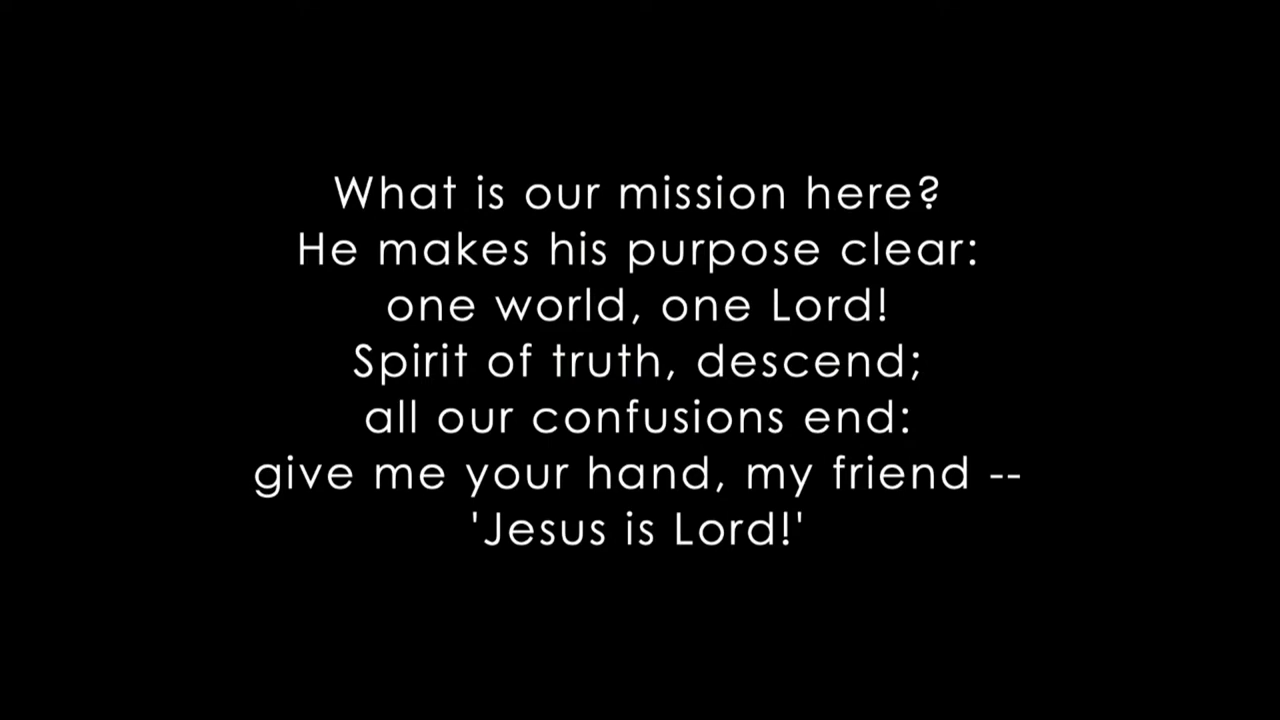 What is our mission here?
He makes his purpose clear:
one world, one Lord!
Spirit of truth, descend;
all our confusions end:
give me your hand, my friend --
'Jesus is Lord!'